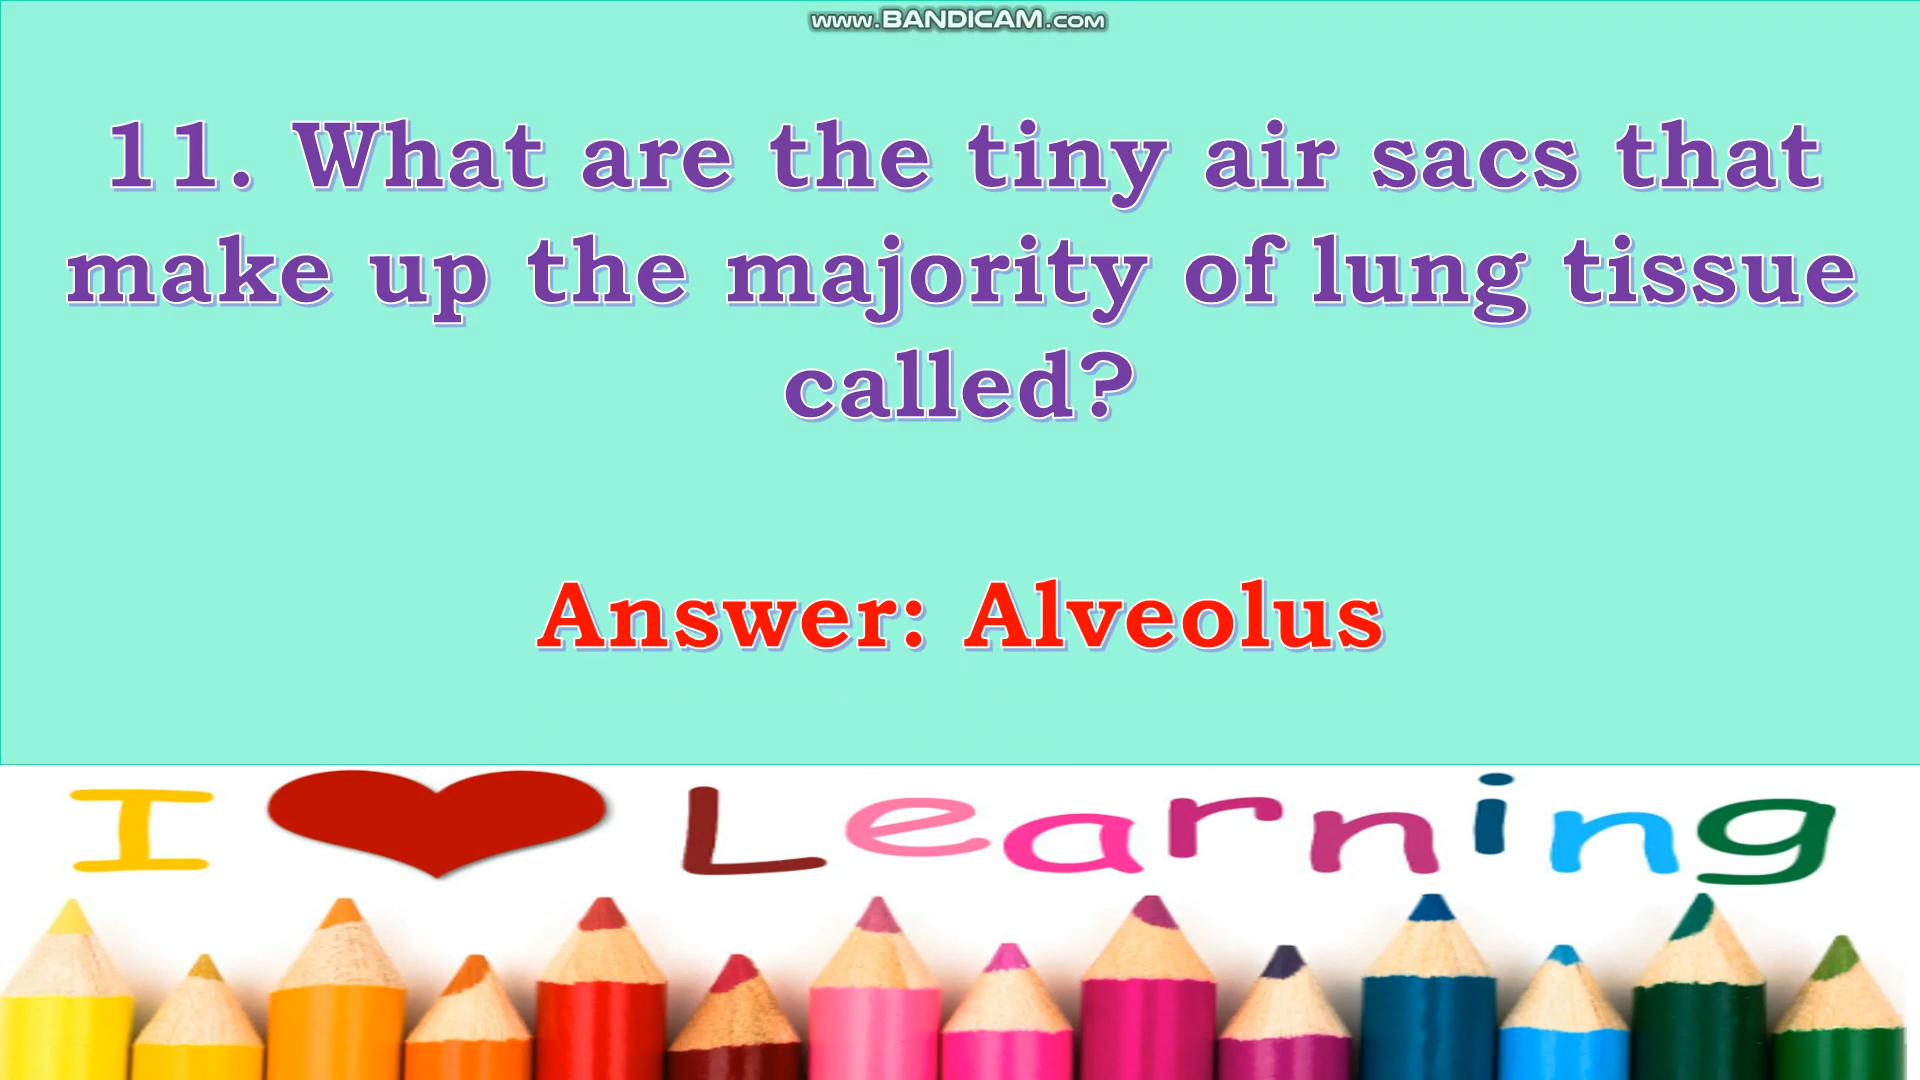 www.BANDICAM.com
11. What are the tiny air sacs that
make up the majority of lung tissue
called?
Answer: Alveolus
I Learning